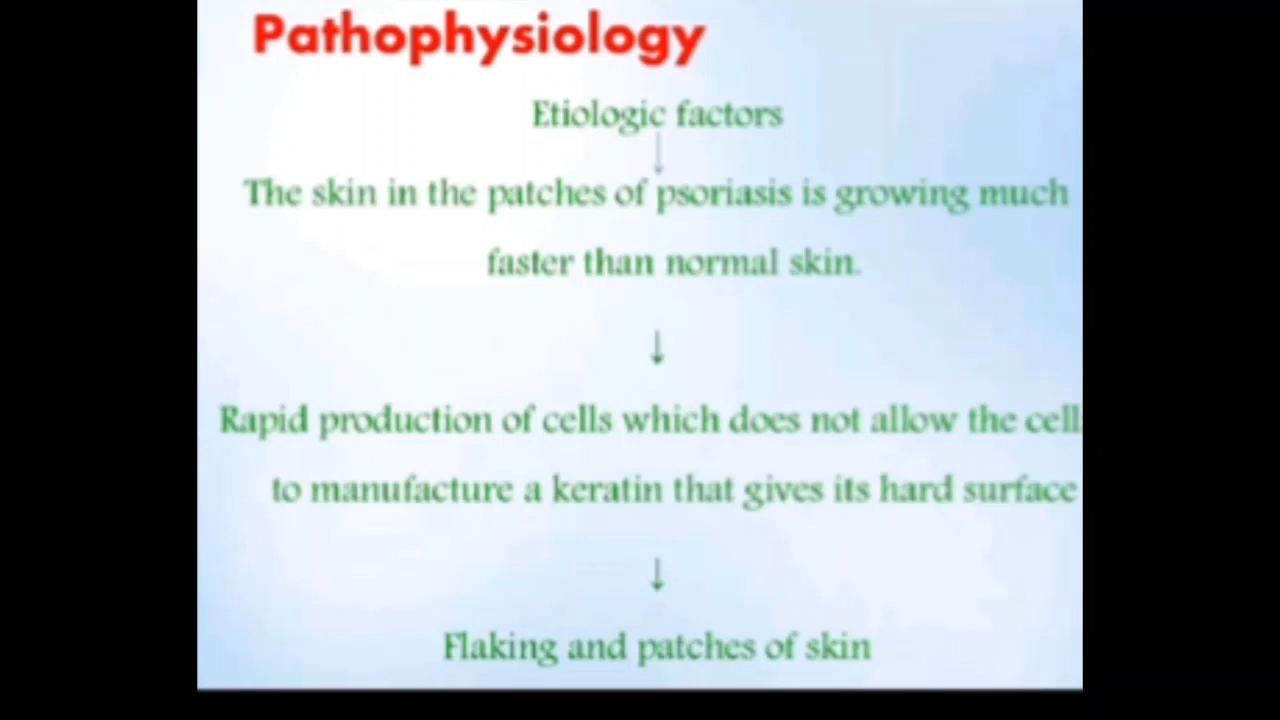 Pathophysiology
Etiologic factors
↓
The skin in the patches of psoriasis is growing much
faster than normal skin.
↓
Rapid production of cells which does not allow the cell
to manufacture a keratin that gives its hard surface
↓
Flaking and patches of skin